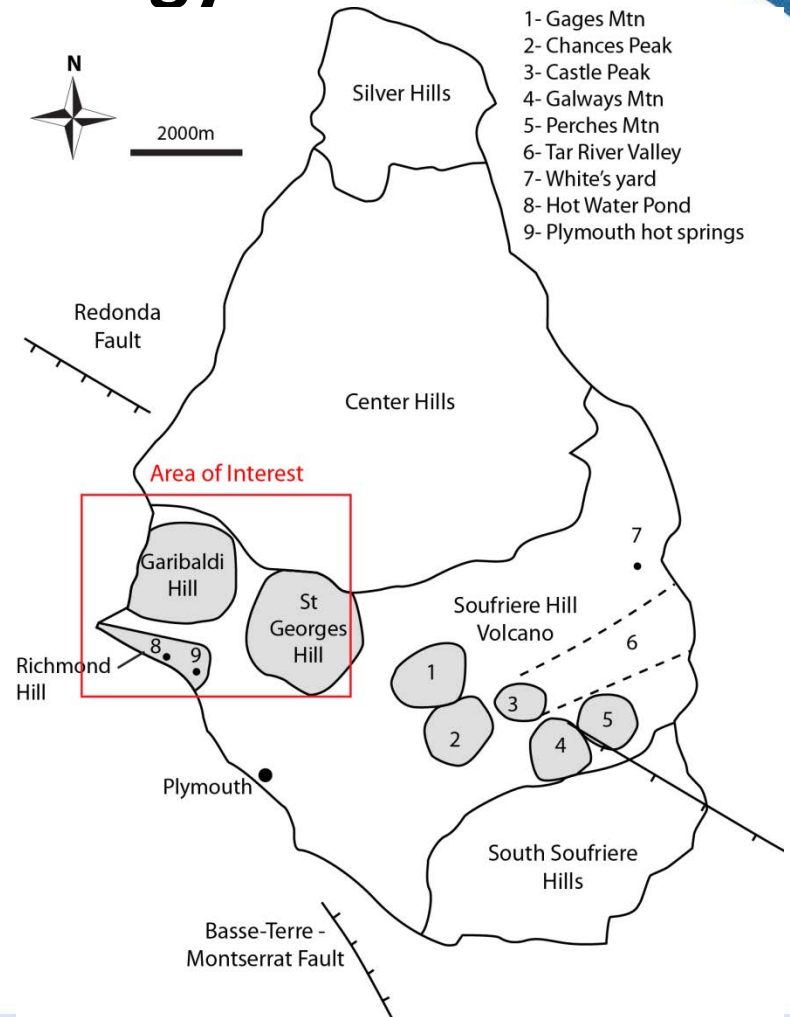 1- Gages Mtn
2- Chances Peak
3- Castle Peak
4- Galways Mtn
5- Perches Mtn
6- Tar River Valley
7- White's yard
8- Hot Water Pond
9- Plymouth hot springs
N
2000m
Silver Hills
Redonda
Fault
Center Hills
Area of Interest
Garibaldi
Hill
St
Georges
Hill
7
Soufriere Hill
Volcano
6
8
9
Richmond
Hill
1
2
3
4
5
Plymouth
South Soufriere
Hills
Basse-Terre -
Montserrat Fault